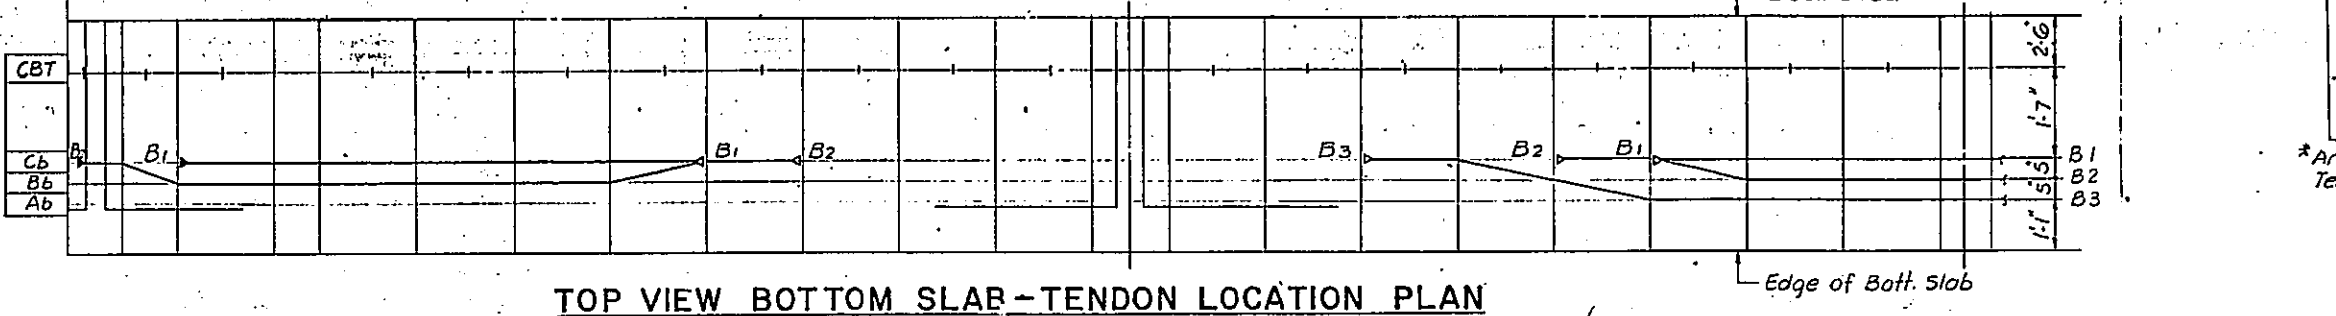 CBT
2'-6"
1'-7"
B1
B1
B2
B3
B2
B1
Cb
Bb
Ab
5"
5"
1'-1"
B1
B2
B3
Edge of Bott. Slab
TOP VIEW BOTTOM SLAB - TENDON LOCATION PLAN